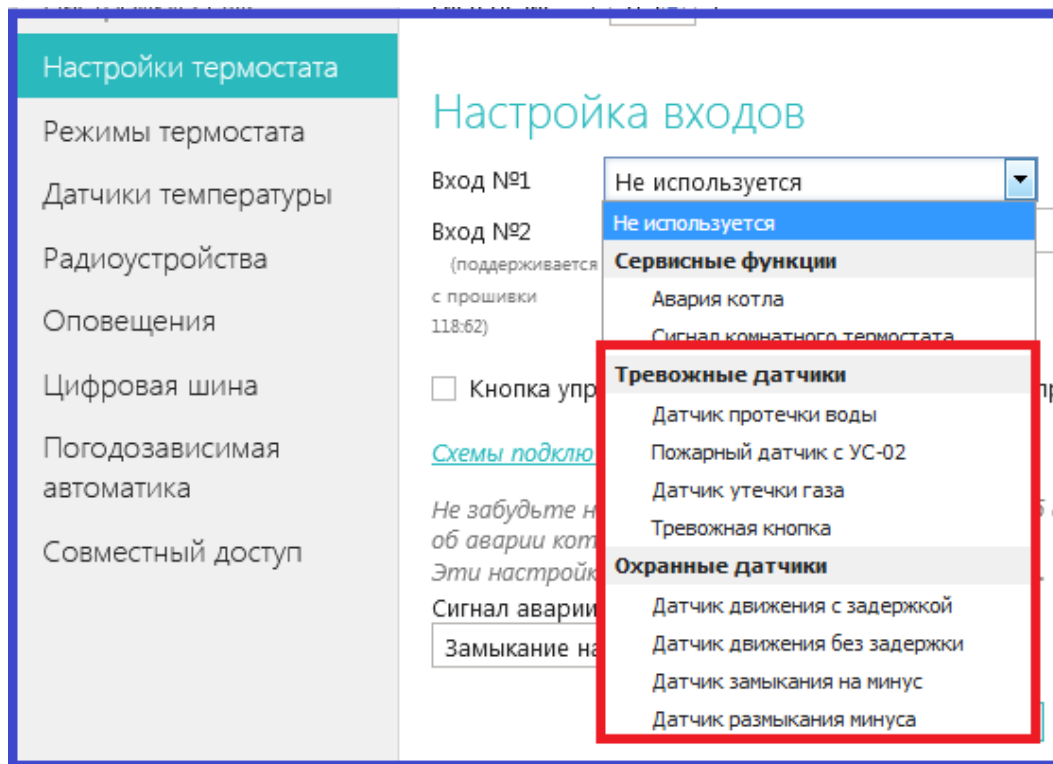 Настройки термостата
Режимы термостата
Датчики температуры
Радиоустройства
Оповещения
Цифровая шина
Погодозависимая
автоматика
Совместный доступ
Настройка входов
Вход №1
Не используется
Вход №2
(поддерживается
с прошивки
118:62)
Не используется
Сервисные функции
Авария котла
Сигнал комнатного термостата
Тревожные датчики
Датчик протечки воды
Пожарный датчик с УС-02
Датчик утечки газа
Тревожная кнопка
Охранные датчики
Датчик движения с задержкой
Датчик движения без задержки
Датчик замыкания на минус
Датчик размыкания минуса
Кнопка упр
Схемы подклю
Не забудьте н
об аварии кот
Эти настройк
Сигнал аварии
Замыкание на